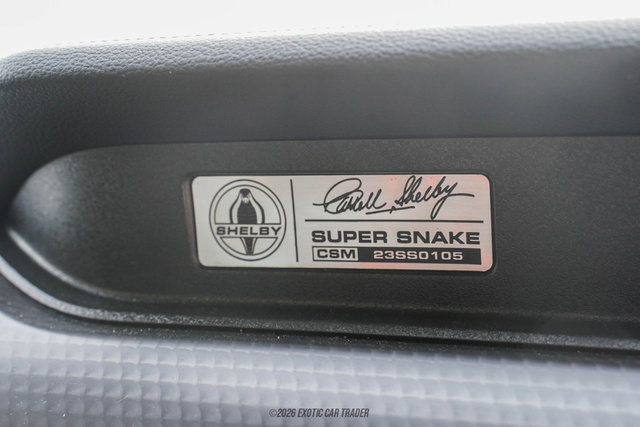 SHELBY
Carroll Shelby
SUPER SNAKE
CSM 23SS0105
©2026 EXOTIC CAR TRADER